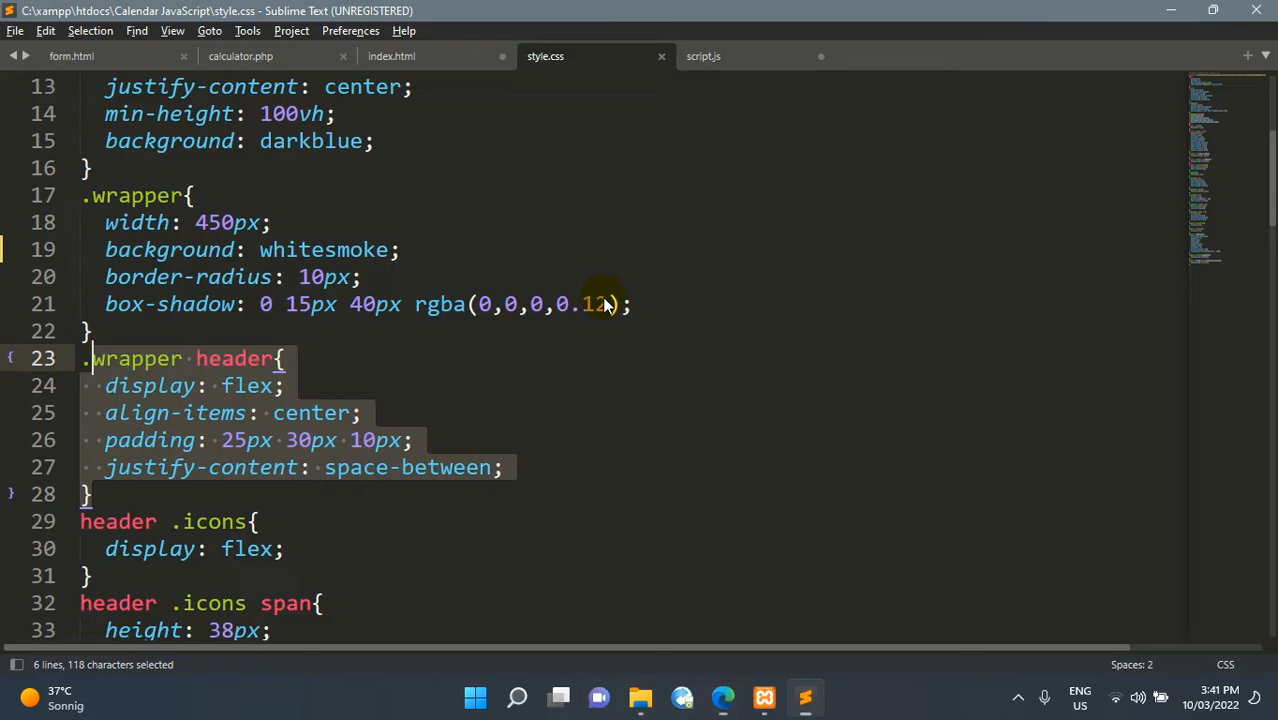 C:\xampp\htdocs\Calendar JavaScript\style.css - Sublime Text (UNREGISTERED)
File Edit Selection Find View Goto Tools Project Preferences Help
form.html calculator.php index.html style.css script.js
13 justify-content: center;
14 min-height: 100vh;
15 background: darkblue;
16 }
17 .wrapper{
18 width: 450px;
19 background: whitesmoke;
20 border-radius: 10px;
21 box-shadow: 0 15px 40px rgba(0,0,0,0.12);
22 }
23 .wrapper header{
24 display: flex;
25 align-items: center;
26 padding: 25px 30px 10px;
27 justify-content: space-between;
28 }
29 header .icons{
30 display: flex;
31 }
32 header .icons span{
33 height: 38px;
6 lines, 118 characters selected Spaces: 2 CSS
37°C
Sonnig
ENG
US
3:41 PM
10/03/2022